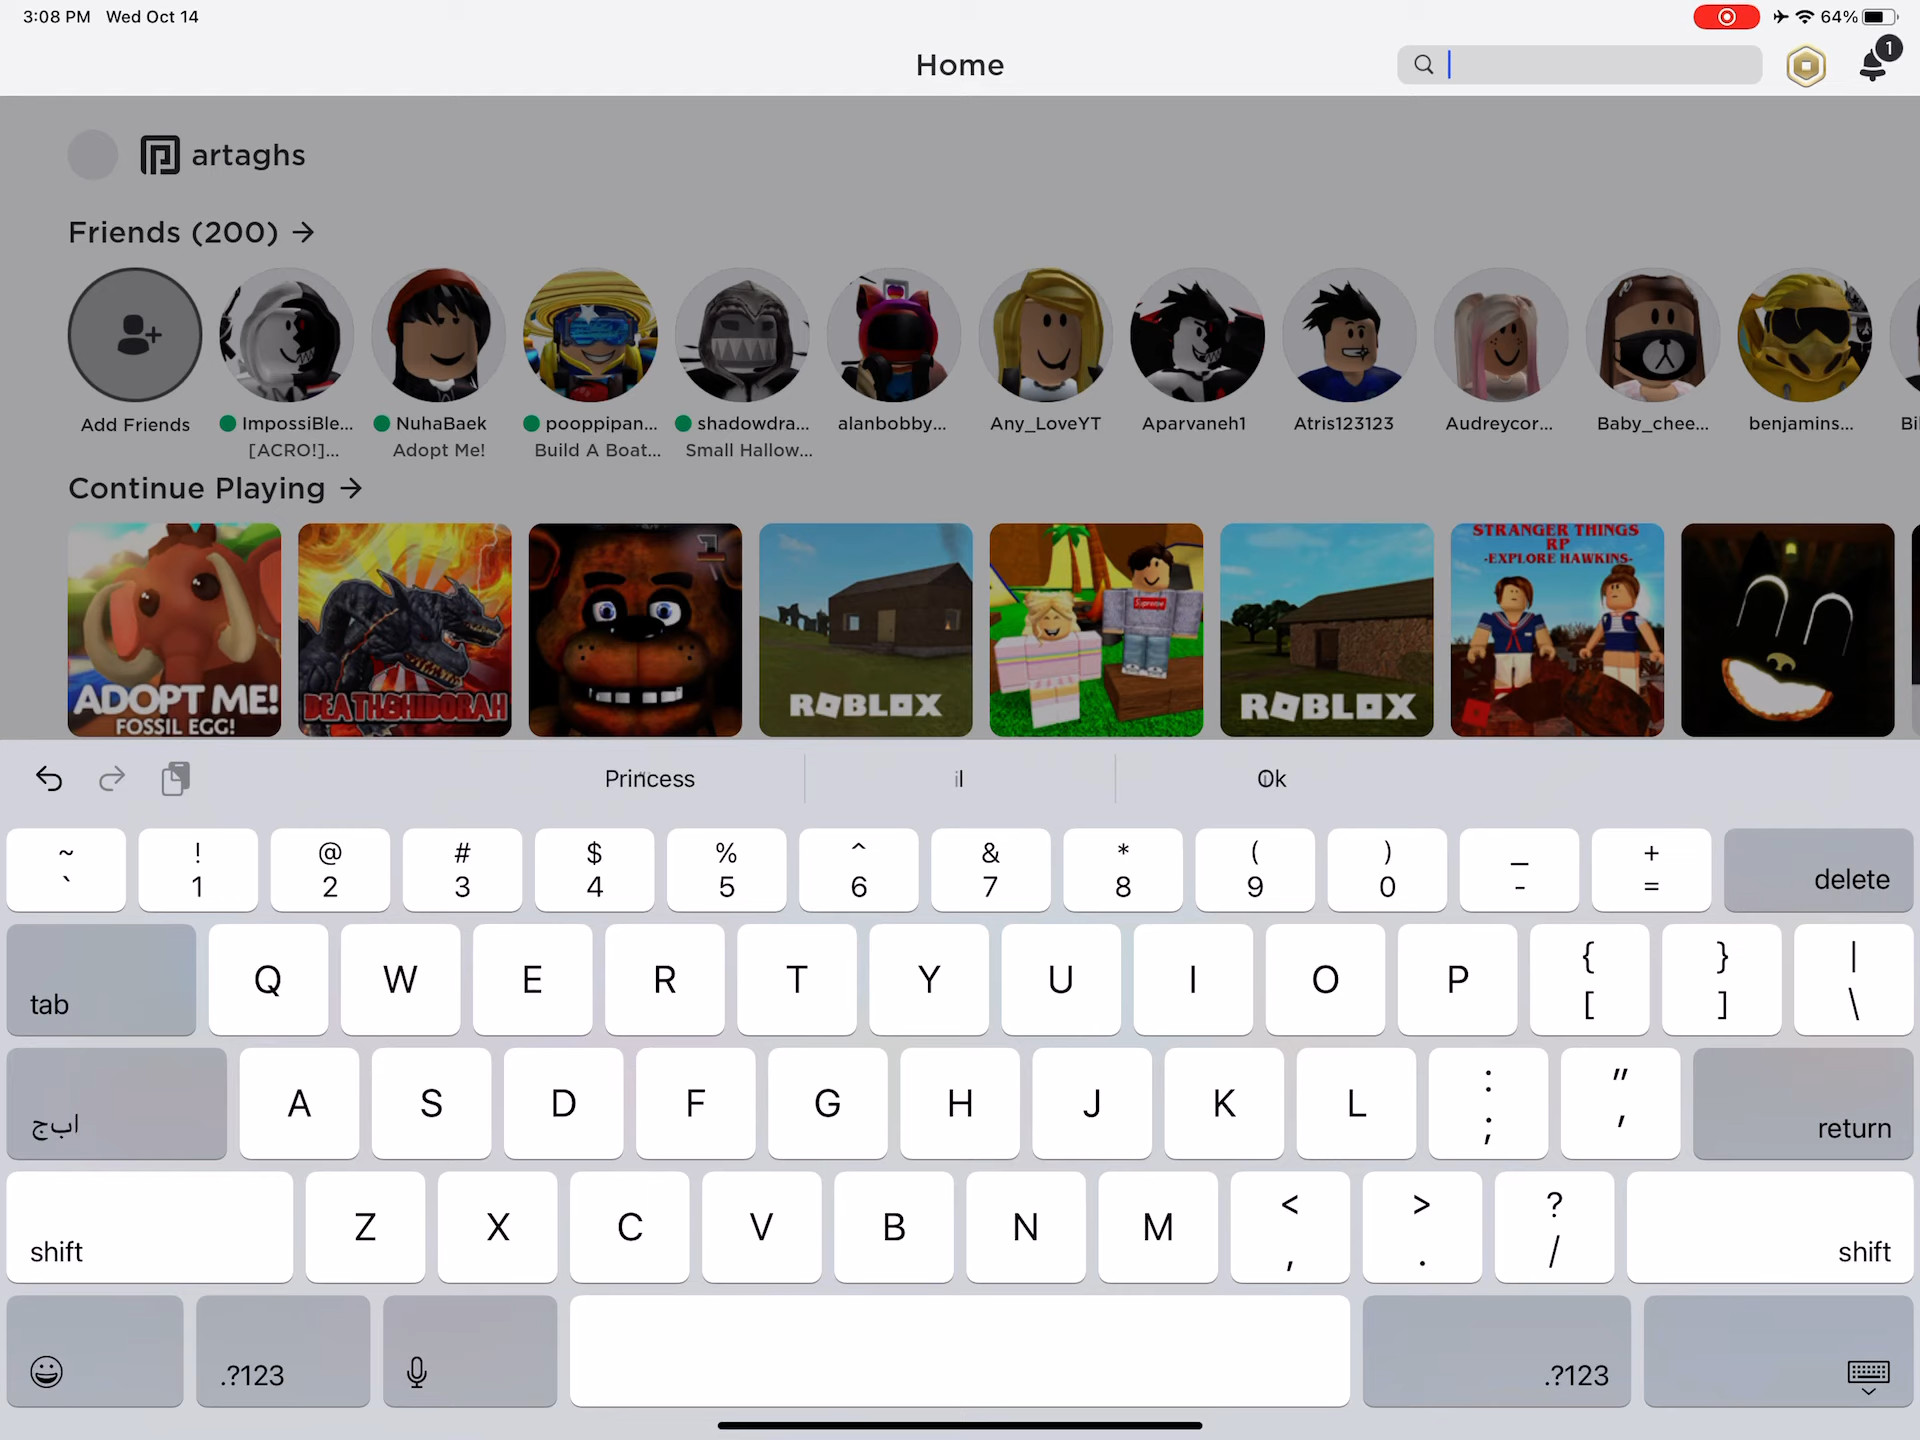 3:08 PM Wed Oct 14
64%
Home
1
artaghs
Friends (200) →
Add Friends
ImpossiBle...
[ACRO!]...
NuhaBaek
Adopt Me!
pooppipan...
Build A Boat...
shadowdra...
Small Hallow...
alanbobby...
Any_LoveYT
Aparvaneh1
Atris123123
Audreycor...
Baby_chee...
benjamins...
Continue Playing →
ADOPT ME!
FOSSIL EGG!
DEATHGHIDORAH
ROBLOX
Supreme
ROBLOX
STRANGER THINGS
RP
-EXPLORE HAWKINS-
Princess
Ok
~ ! @ # $ % ^ & * ( ) _ +
` 1 2 3 4 5 6 7 8 9 0 - = delete
tab Q W E R T Y U I O P { [ } ] | \
ابج A S D F G H J K L : ; " ' return
shift Z X C V B N M < , > . ? / shift
.?123 .?123